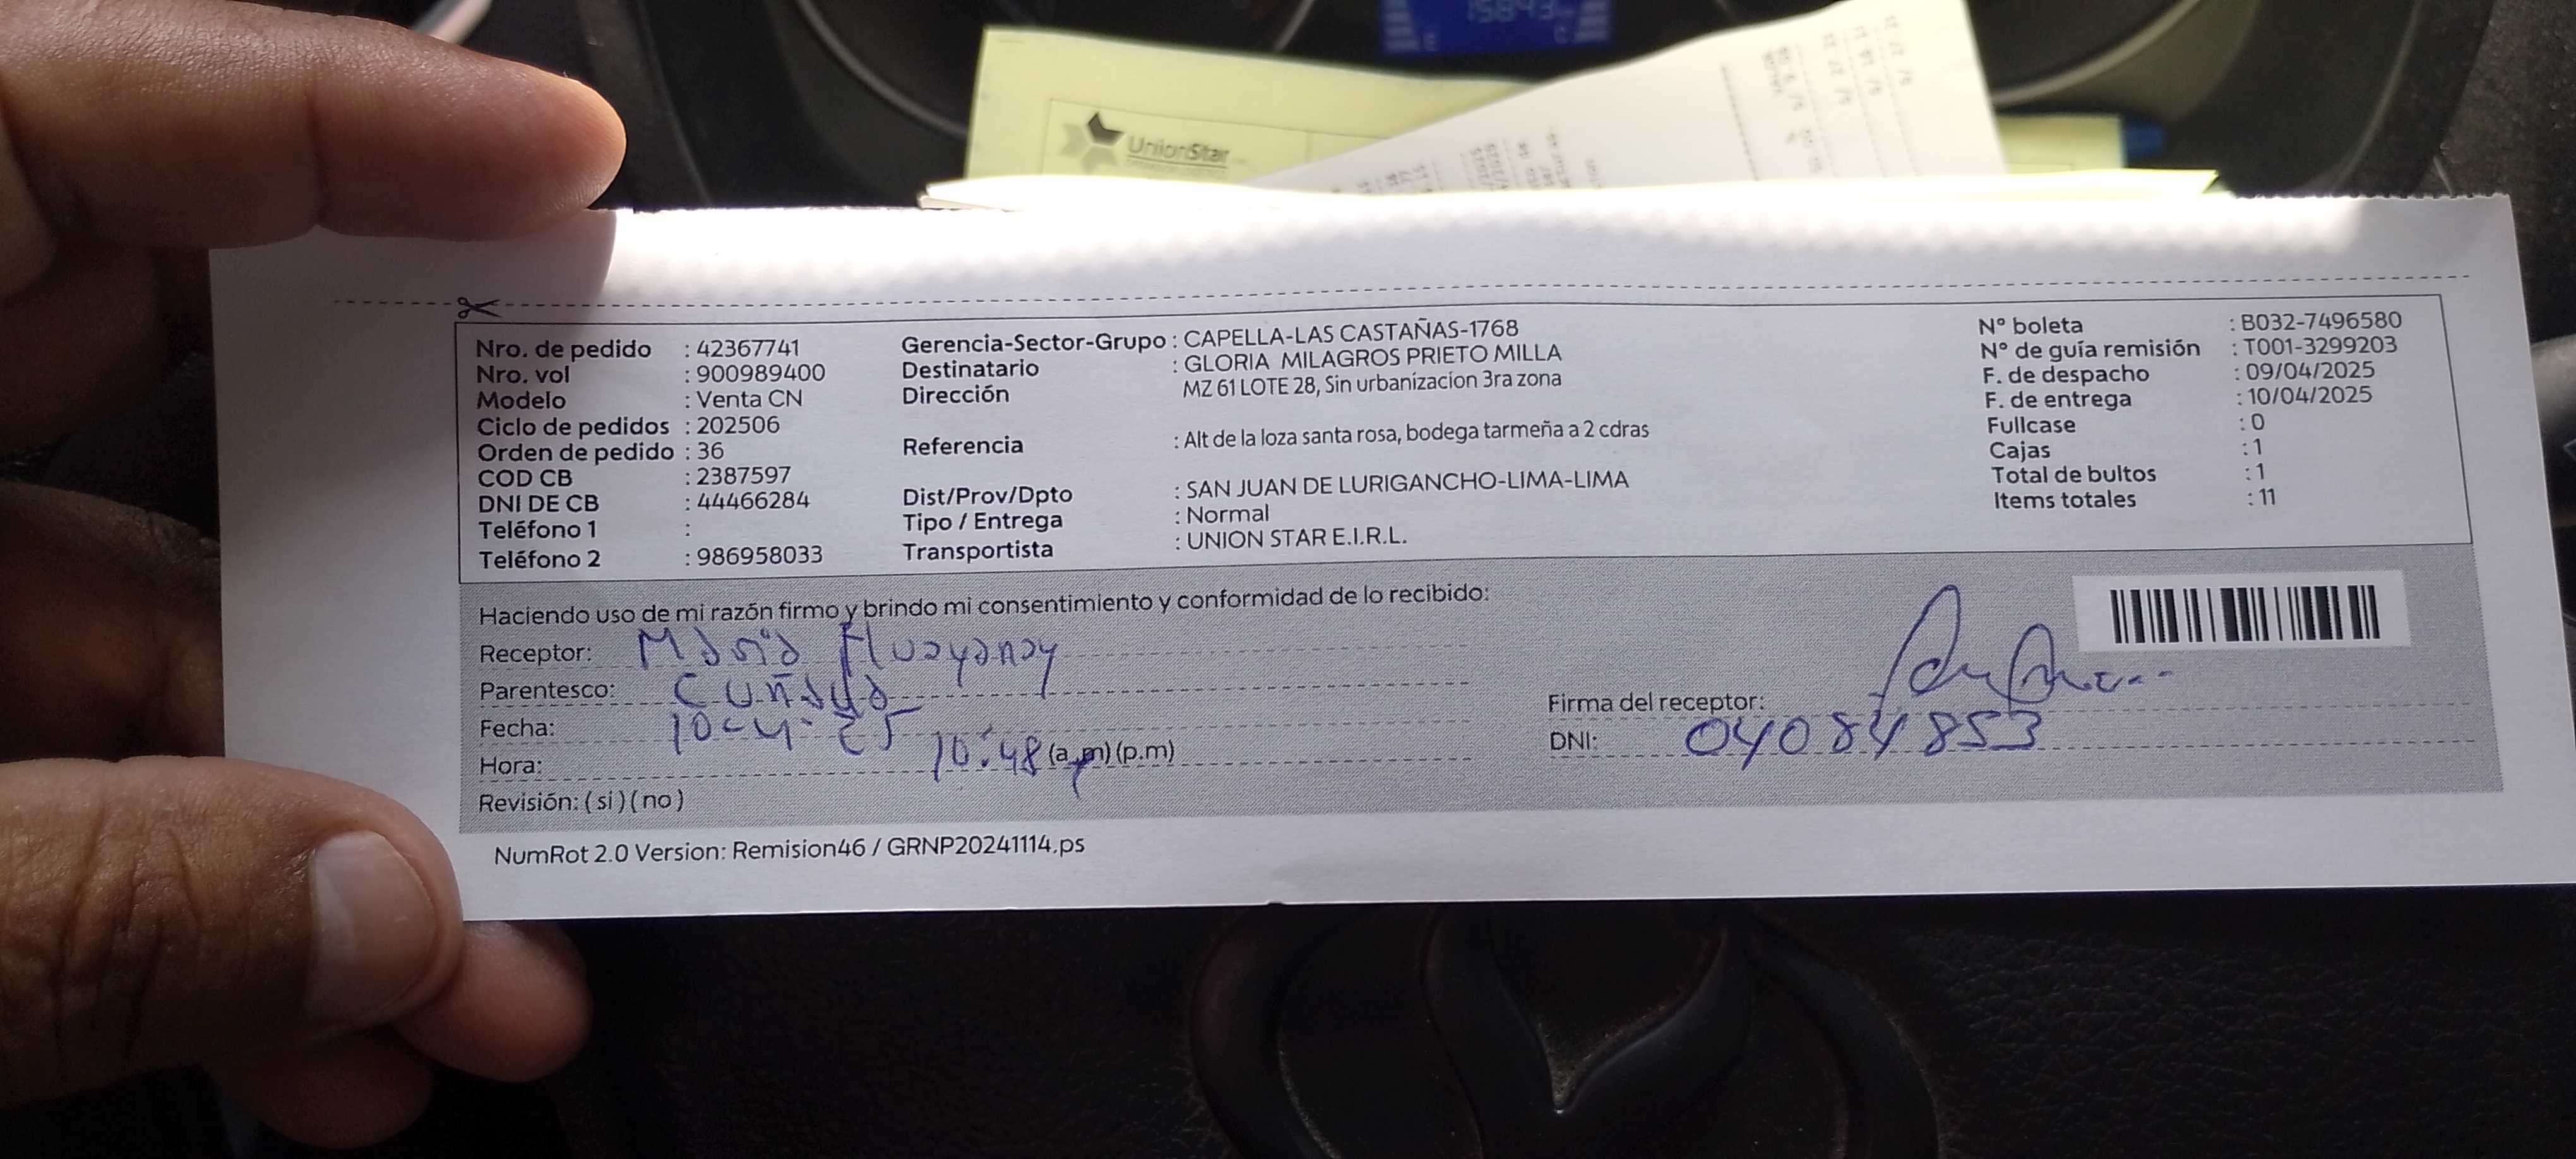 UnionStar
Nro. de pedido : 42367741
Nro. vol : 900989400
Modelo : Venta CN
Ciclo de pedidos : 202506
Orden de pedido : 36
COD CB : 2387597
DNI DE CB : 44466284
Teléfono 1 :
Teléfono 2 : 986958033
Gerencia-Sector-Grupo : CAPELLA-LAS CASTAÑAS-1768
Destinatario : GLORIA MILAGROS PRIETO MILLA
Dirección MZ 61 LOTE 28, Sin urbanizacion 3ra zona
Referencia : Alt de la loza santa rosa, bodega tarmeña a 2 cdras
Dist/Prov/Dpto : SAN JUAN DE LURIGANCHO-LIMA-LIMA
Tipo / Entrega : Normal
Transportista : UNION STAR E.I.R.L.
N° boleta : B032-7496580
N° de guía remisión : T001-3299203
F. de despacho : 09/04/2025
F. de entrega : 10/04/2025
Fullcase : 0
Cajas : 1
Total de bultos : 1
Items totales : 11
Haciendo uso de mi razón firmo y brindo mi consentimiento y conformidad de lo recibido:
Receptor: Maria Huayanay
Parentesco: Cuñada
Fecha: 10-4-25
Hora: 10:48 (a.m) (p.m)
Revisión: ( si ) ( no )
Firma del receptor:
DNI: 04084853
NumRot 2.0 Version: Remision46 / GRNP20241114.ps